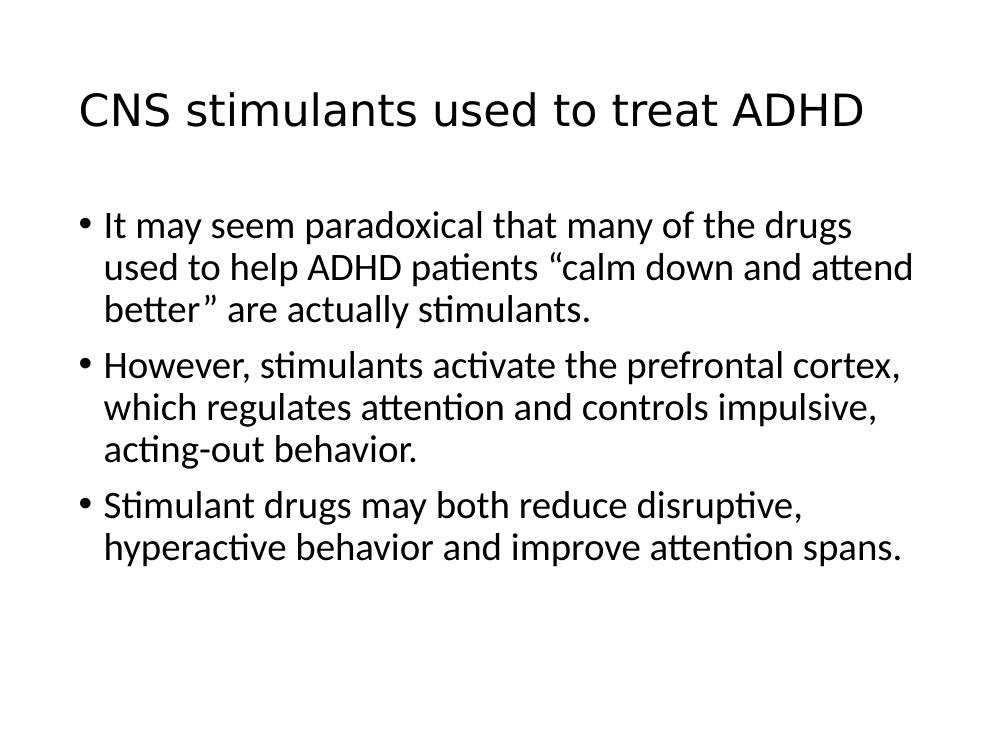 CNS stimulants used to treat ADHD
• It may seem paradoxical that many of the drugs
used to help ADHD patients “calm down and attend
better” are actually stimulants.
• However, stimulants activate the prefrontal cortex,
which regulates attention and controls impulsive,
acting-out behavior.
• Stimulant drugs may both reduce disruptive,
hyperactive behavior and improve attention spans.